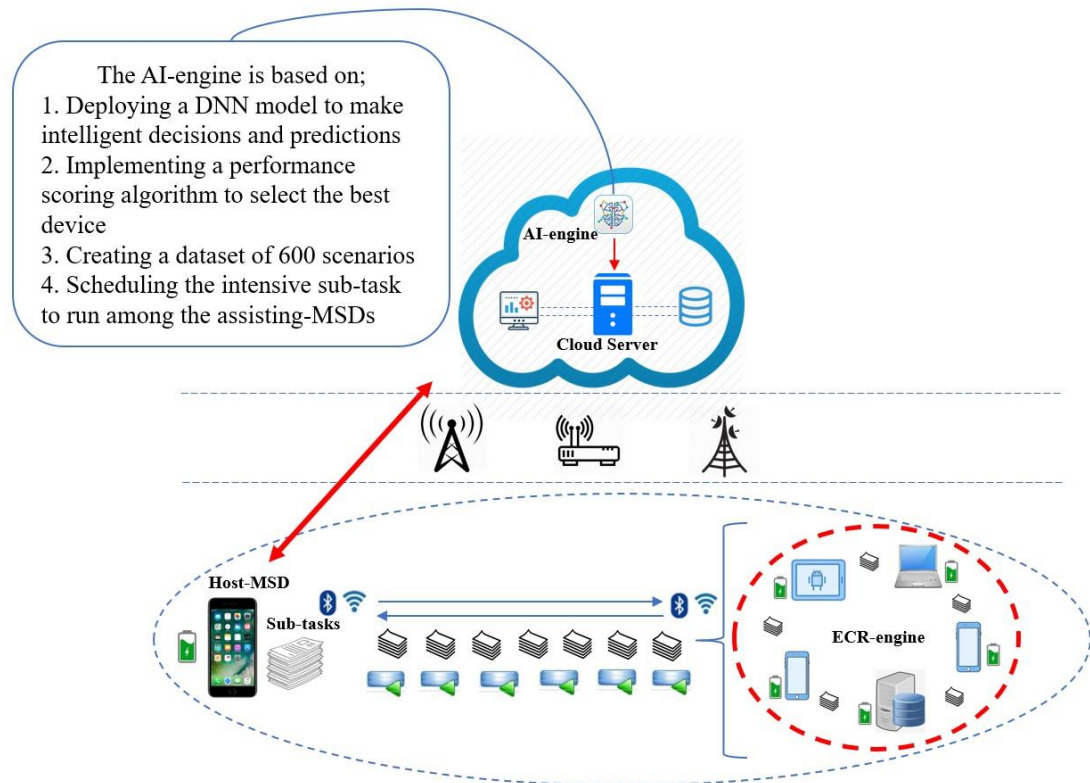 The AI-engine is based on;
1. Deploying a DNN model to make
intelligent decisions and predictions
2. Implementing a performance
scoring algorithm to select the best
device
3. Creating a dataset of 600 scenarios
4. Scheduling the intensive sub-task
to run among the assisting-MSDs
AI-engine
Cloud Server
Host-MSD
Sub-tasks
ECR-engine